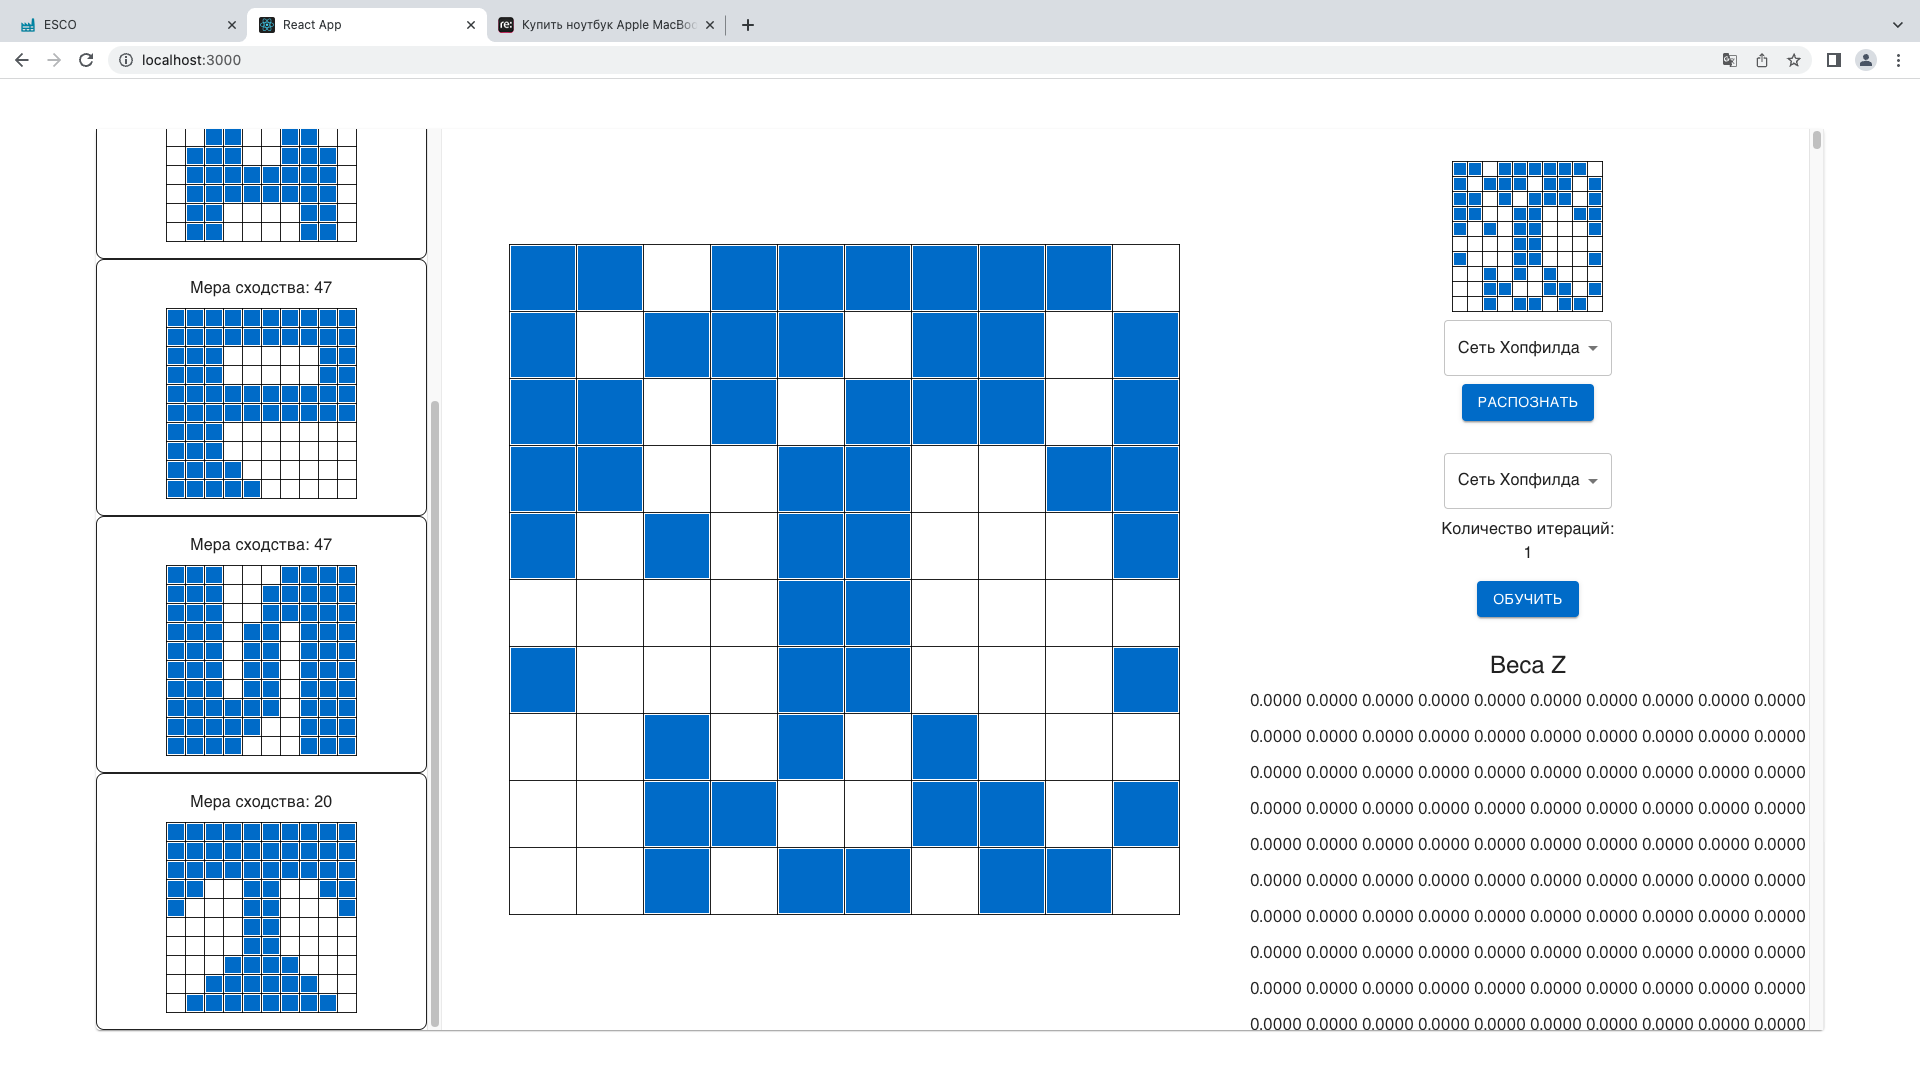 ESCO
React App
re:
Купить ноутбук Apple MacBo
localhost:3000
Мера сходства: 47
Мера сходства: 47
Мера сходства: 20
Сеть Хопфилда
РАСПОЗНАТЬ
Сеть Хопфилда
Количество итераций:
1
ОБУЧИТЬ
Веса Z
0.0000 0.0000 0.0000 0.0000 0.0000 0.0000 0.0000 0.0000 0.0000 0.0000
0.0000 0.0000 0.0000 0.0000 0.0000 0.0000 0.0000 0.0000 0.0000 0.0000
0.0000 0.0000 0.0000 0.0000 0.0000 0.0000 0.0000 0.0000 0.0000 0.0000
0.0000 0.0000 0.0000 0.0000 0.0000 0.0000 0.0000 0.0000 0.0000 0.0000
0.0000 0.0000 0.0000 0.0000 0.0000 0.0000 0.0000 0.0000 0.0000 0.0000
0.0000 0.0000 0.0000 0.0000 0.0000 0.0000 0.0000 0.0000 0.0000 0.0000
0.0000 0.0000 0.0000 0.0000 0.0000 0.0000 0.0000 0.0000 0.0000 0.0000
0.0000 0.0000 0.0000 0.0000 0.0000 0.0000 0.0000 0.0000 0.0000 0.0000
0.0000 0.0000 0.0000 0.0000 0.0000 0.0000 0.0000 0.0000 0.0000 0.0000
0.0000 0.0000 0.0000 0.0000 0.0000 0.0000 0.0000 0.0000 0.0000 0.0000